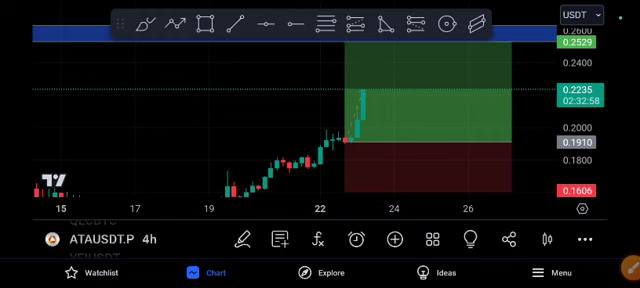 USDT
0.2600
0.2529
0.2400
0.2235
02:32:58
0.2000
0.1910
0.1800
0.1606
15 17 19 22 24 26
ATAUSDT.P 4h
Watchlist Chart Explore Ideas Menu